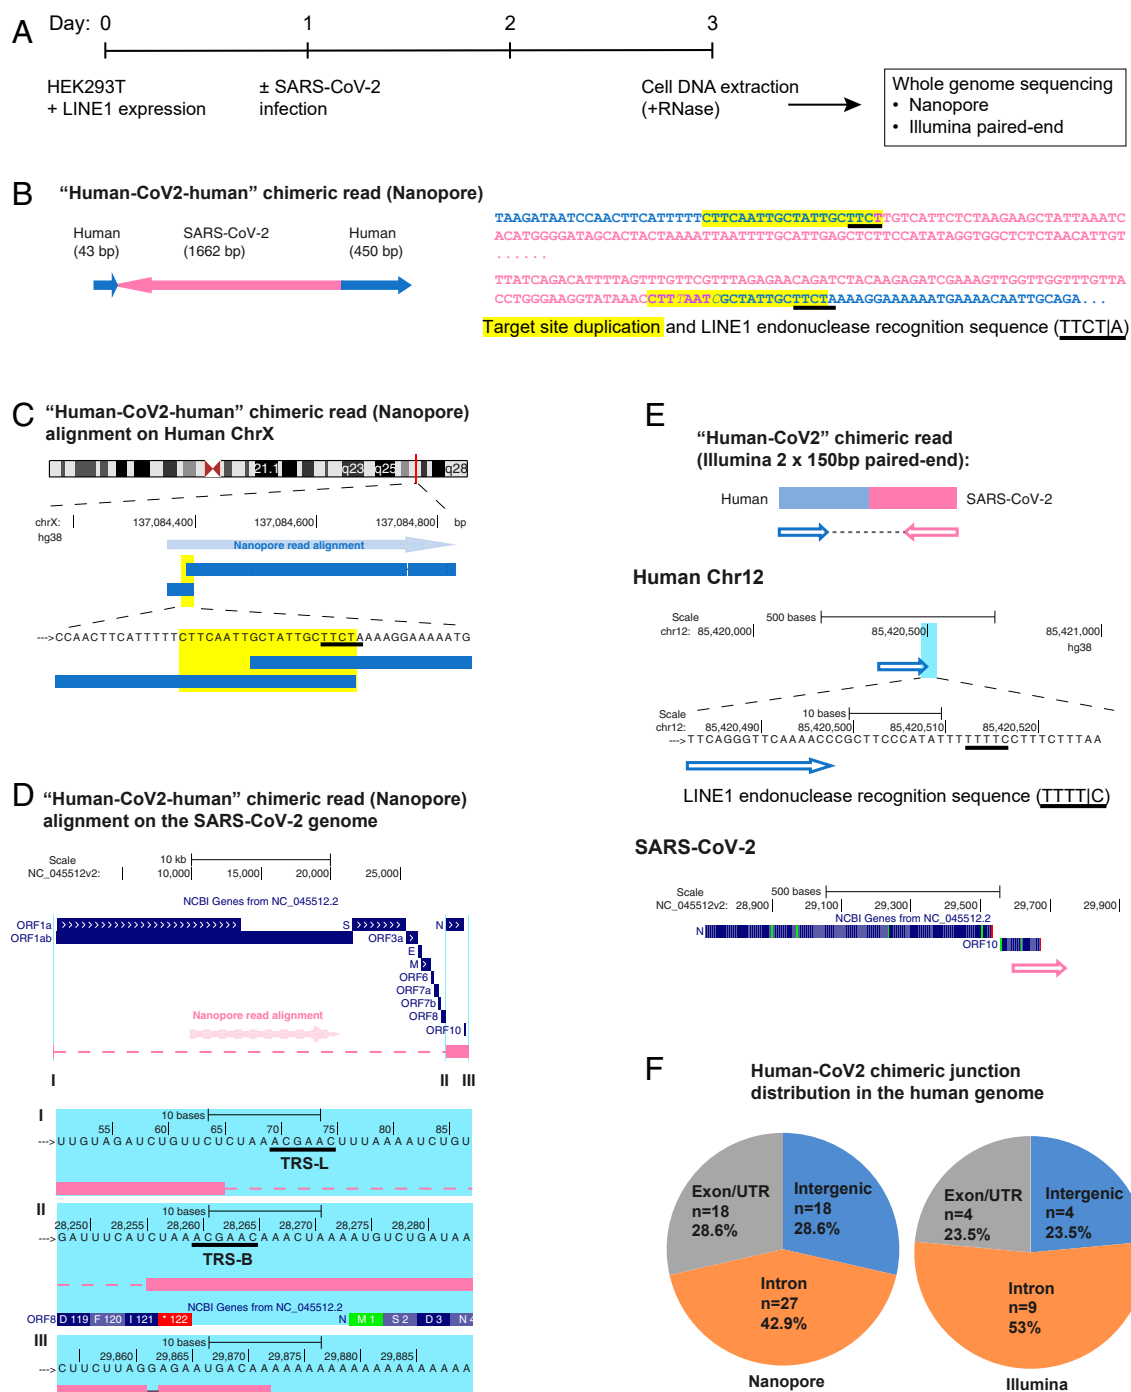 A
Day: 0 1 2 3
HEK293T
+ LINE1 expression
± SARS-CoV-2
infection
Cell DNA extraction
(+RNase)
Whole genome sequencing
• Nanopore
• Illumina paired-end
B
“Human-CoV2-human” chimeric read (Nanopore)
Human
(43 bp)
SARS-CoV-2
(1662 bp)
Human
(450 bp)
TAAGATAATCCAACTTCATTTTTCTTCAATTGCTATTGCTTCTTGTCATTCTCTAAGAAGCTATTAAATC
ACATGGGGATAGCACTACTAAAATTAATTTTGCATTGAGCTCTTCCATATAGGTGGCTCTCTAACATTGT
......
TTATCAGACATTTTAGTTTGTTCGTTTAGAGAACAGATCTACAAGAGATCGAAAGTTGGTTGGTTTGTTA
CCTGGGAAGGTATAAACCTTTAATCGCTATTGCTTCTAAAAGGAAAAAATGAAAACAATTGCAGA...
Target site duplication and LINE1 endonuclease recognition sequence (TTCT|A)
C
“Human-CoV2-human” chimeric read (Nanopore)
alignment on Human ChrX
21.1 q23 q25 q28
chrX: 137,084,400 137,084,600 137,084,800 bp
hg38
Nanopore read alignment
--->CCAACTTCATTTTTCTTCAATTGCTATTGCTTCTAAAAGGAAAAATG
D
“Human-CoV2-human” chimeric read (Nanopore)
alignment on the SARS-CoV-2 genome
Scale 10 kb
NC_045512v2: 10,000 15,000 20,000 25,000
NCBI Genes from NC_045512.2
ORF1a S N
ORF1ab ORF3a
E
M
ORF6
ORF7a
ORF7b
ORF8
ORF10
Nanopore read alignment
I II III
I
10 bases
55 60 65 70 75 80 85
---> UUGUAGAUCUGUUCUCUAAACGAACUUUAAAAUCUGU
TRS-L
II
10 bases
28,250 28,255 28,260 28,265 28,270 28,275 28,280
---> GAUUUCAUCUAAACGAACAAACUAAAAUGUCUGAUAA
TRS-B
NCBI Genes from NC_045512.2
ORF8 D 119 F 120 I 121 * 122 N M 1 S 2 D 3 N 4
III
10 bases
29,860 29,865 29,870 29,875 29,880 29,885
---> CUUCUUAGGAGAAUGACAAAAAAAAAAAAAAAAAAAA
E
“Human-CoV2” chimeric read
(Illumina 2 x 150bp paired-end):
Human SARS-CoV-2
Human Chr12
Scale 500 bases
chr12: 85,420,000 85,420,500 85,421,000
hg38
Scale 10 bases
chr12: 85,420,490 85,420,500 85,420,510 85,420,520
--->TTCAGGGTTCAAAACCCGCTTCCCATATTTTTTTCCTTTCTTTAA
LINE1 endonuclease recognition sequence (TTTT|C)
SARS-CoV-2
Scale 500 bases
NC_045512v2: 28,900 29,100 29,300 29,500 29,700 29,900
NCBI Genes from NC_045512.2
N
ORF10
F
Human-CoV2 chimeric junction
distribution in the human genome
Exon/UTR
n=18
28.6%
Intergenic
n=18
28.6%
Intron
n=27
42.9%
Nanopore
Exon/UTR
n=4
23.5%
Intergenic
n=4
23.5%
Intron
n=9
53%
Illumina